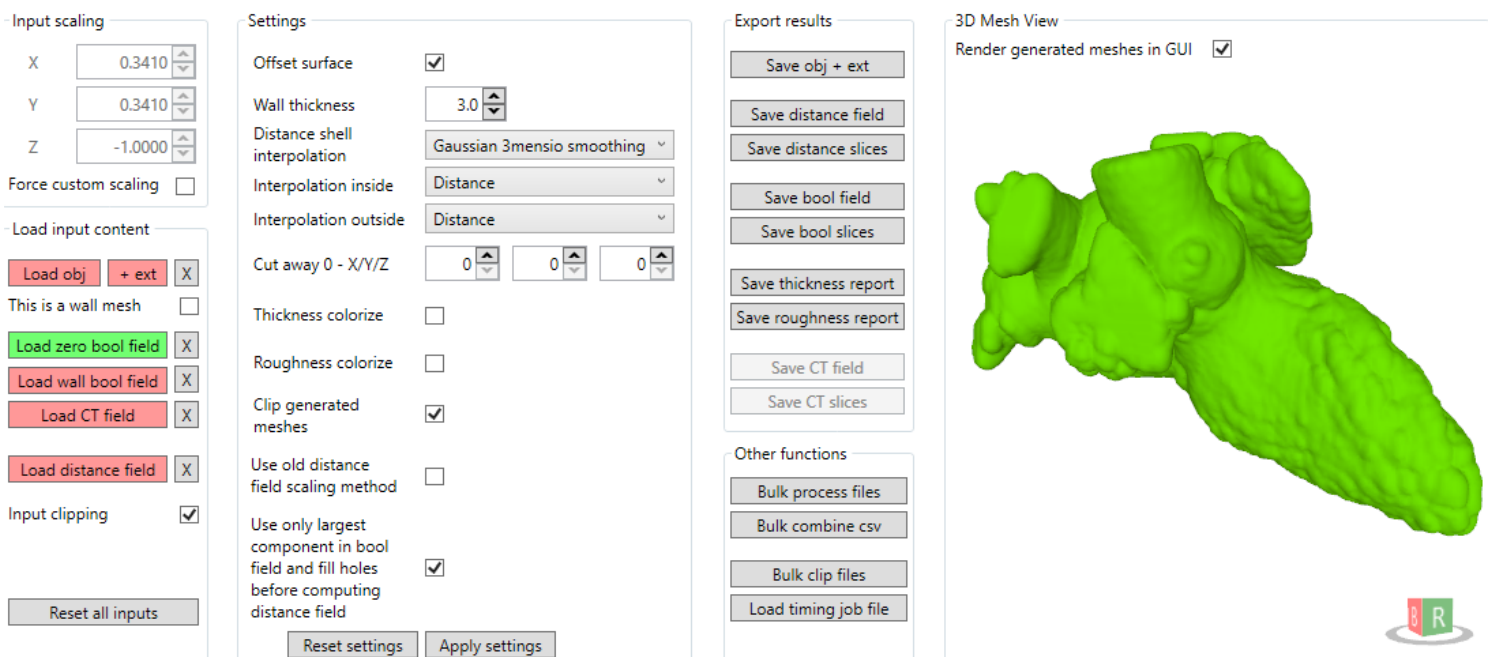 Input scaling
X 0.3410
Y 0.3410
Z -1.0000
Force custom scaling
Load input content
Load obj + ext X
This is a wall mesh
Load zero bool field X
Load wall bool field X
Load CT field X
Load distance field X
Input clipping
Reset all inputs
Settings
Offset surface
Wall thickness 3.0
Distance shell
interpolation
Gaussian 3mensio smoothing
Interpolation inside Distance
Interpolation outside Distance
Cut away 0 - X/Y/Z 0 0 0
Thickness colorize
Roughness colorize
Clip generated
meshes
Use old distance
field scaling method
Use only largest
component in bool
field and fill holes
before computing
distance field
Reset settings Apply settings
Export results
Save obj + ext
Save distance field
Save distance slices
Save bool field
Save bool slices
Save thickness report
Save roughness report
Save CT field
Save CT slices
Other functions
Bulk process files
Bulk combine csv
Bulk clip files
Load timing job file
3D Mesh View
Render generated meshes in GUI
B R